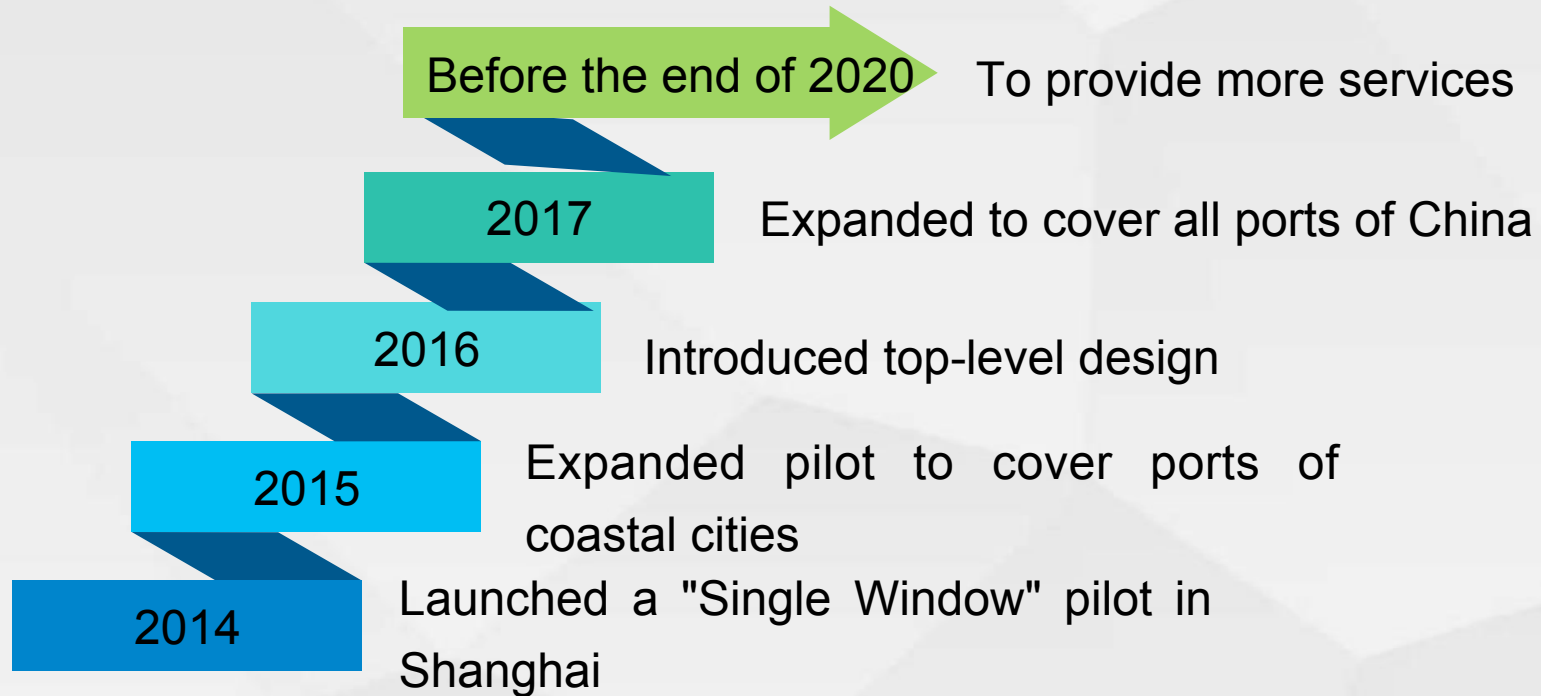 Before the end of 2020
To provide more services
2017
Expanded to cover all ports of China
2016
Introduced top-level design
2015
Expanded pilot to cover ports of
coastal cities
2014
Launched a "Single Window" pilot in
Shanghai